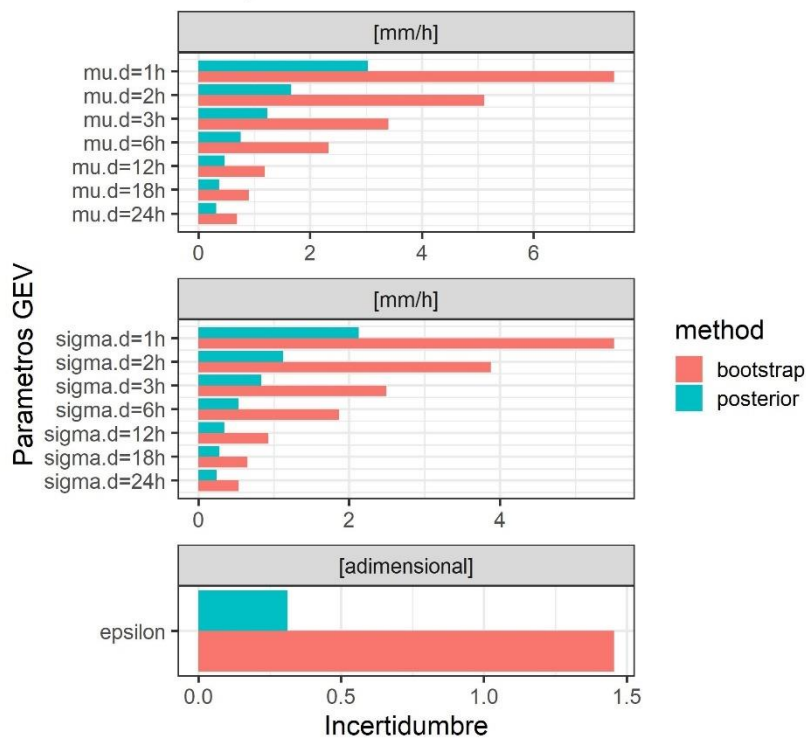 [mm/h]
mu.d=1h
mu.d=2h
mu.d=3h
mu.d=6h
mu.d=12h
mu.d=18h
mu.d=24h
0 2 4 6
[mm/h]
sigma.d=1h
sigma.d=2h
sigma.d=3h
sigma.d=6h
sigma.d=12h
sigma.d=18h
sigma.d=24h
0 2 4
[adimensional]
epsilon
0.0 0.5 1.0 1.5
Incertidumbre
Parametros GEV
method
bootstrap
posterior